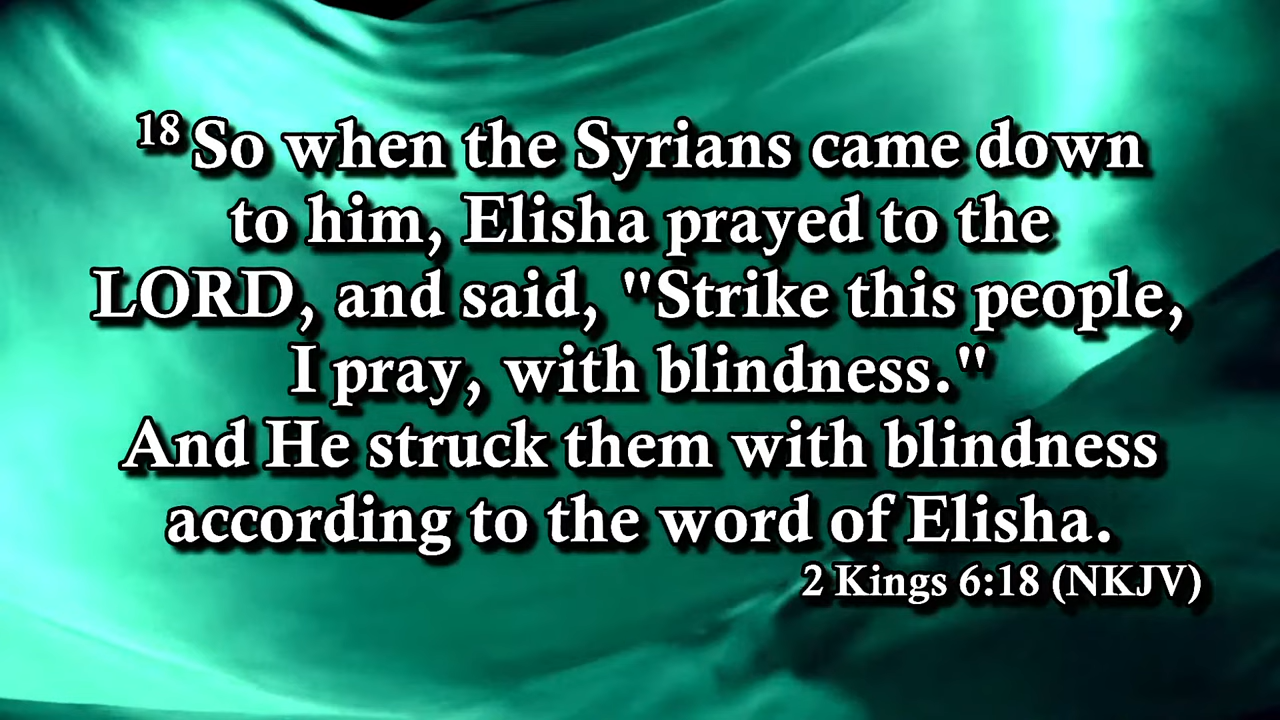 18 So when the Syrians came down
to him, Elisha prayed to the
LORD, and said, "Strike this people,
I pray, with blindness."
And He struck them with blindness
according to the word of Elisha.
2 Kings 6:18 (NKJV)